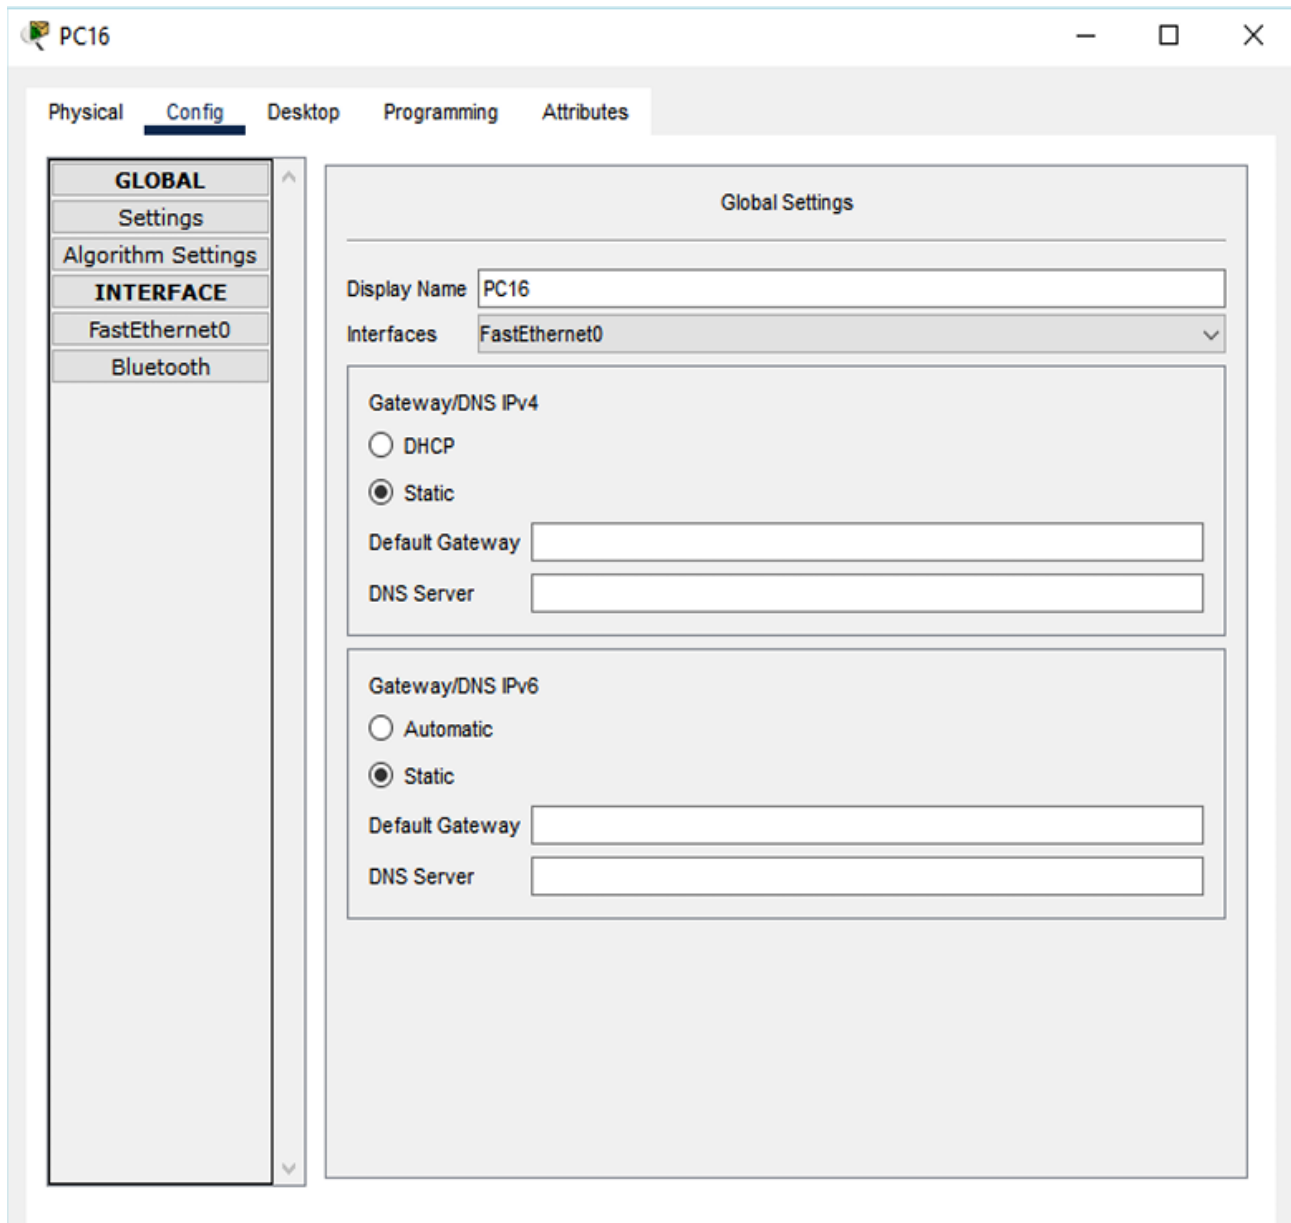 PC16
Physical Config Desktop Programming Attributes
GLOBAL
Settings
Algorithm Settings
INTERFACE
FastEthernet0
Bluetooth
Global Settings
Display Name PC16
Interfaces FastEthernet0
Gateway/DNS IPv4
DHCP
Static
Default Gateway
DNS Server
Gateway/DNS IPv6
Automatic
Static
Default Gateway
DNS Server